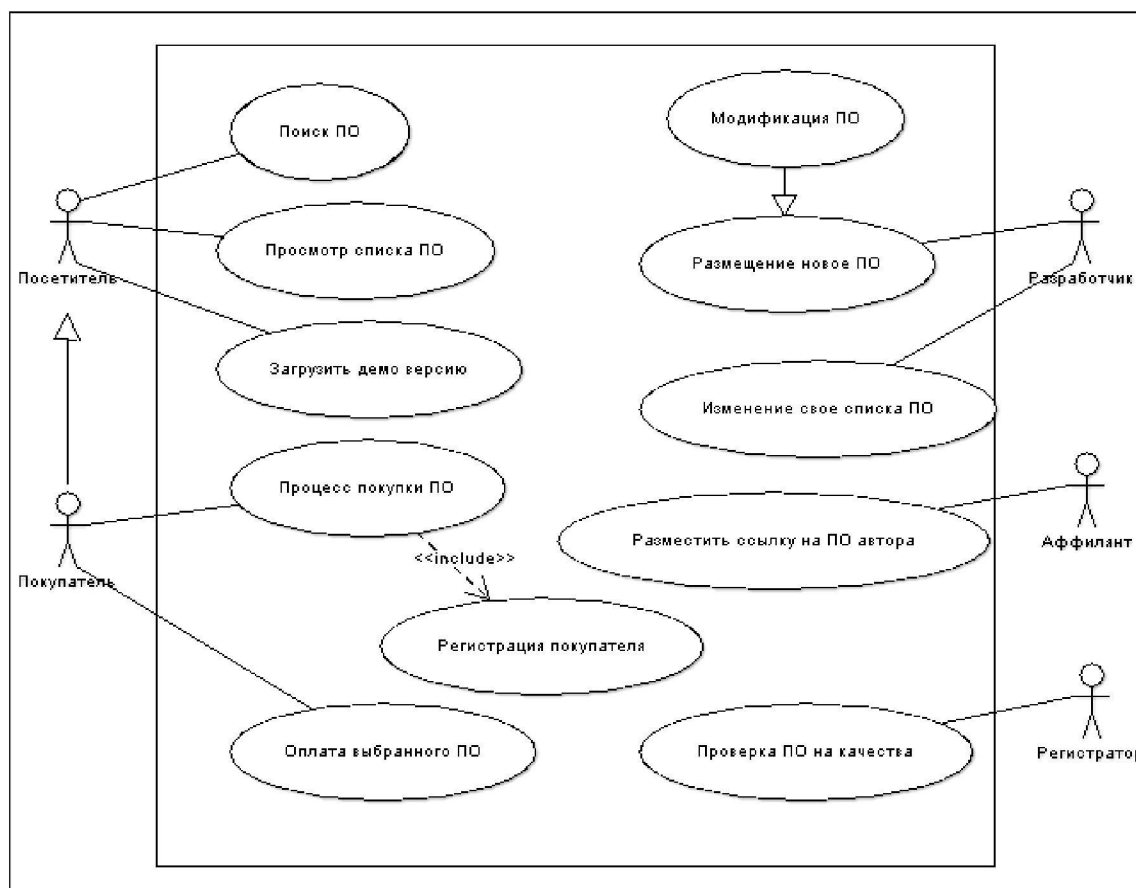 Поиск ПО
Модификация ПО
Просмотр списка ПО
Размещение новое ПО
Посетитель
Разработчик
Загрузить демо версию
Изменение свое списка ПО
Процесс покупки ПО
Разместить ссылку на ПО автора
Аффилант
<<include>>
Покупатель
Регистрация покупателя
Оплата выбранного ПО
Проверка ПО на качества
Регистратор